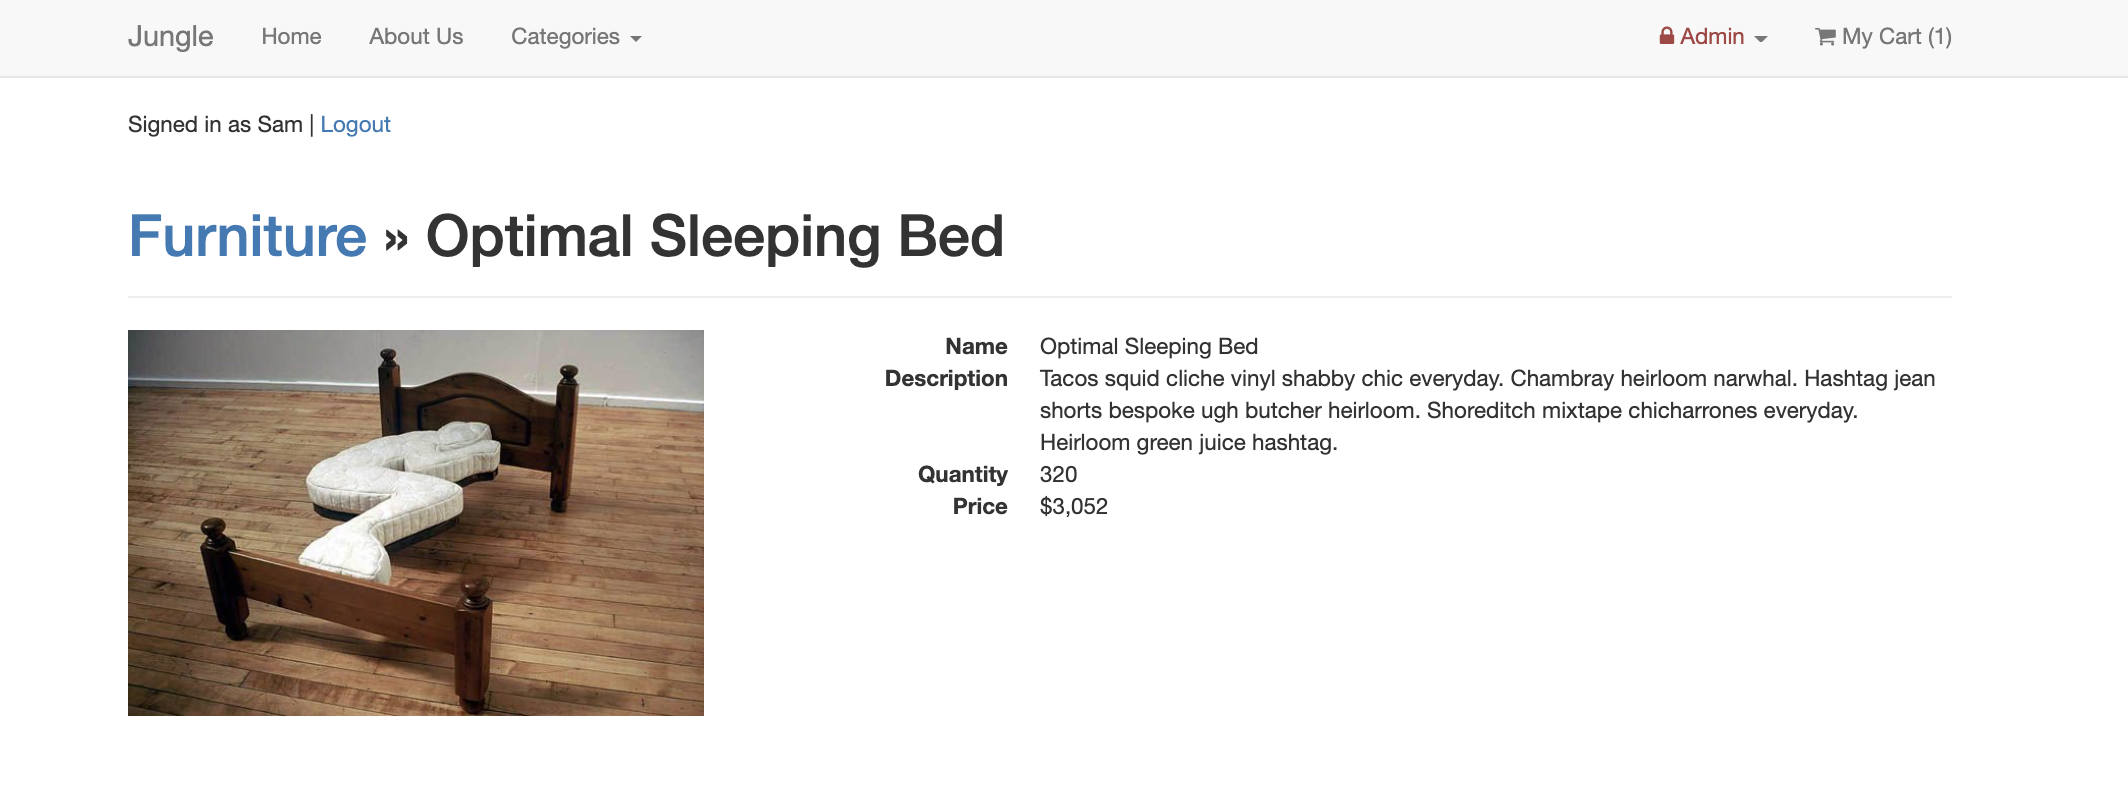 Jungle Home About Us Categories Admin My Cart (1)
Signed in as Sam | Logout
Furniture » Optimal Sleeping Bed
Name Optimal Sleeping Bed
Description Tacos squid cliche vinyl shabby chic everyday. Chambray heirloom narwhal. Hashtag jean
shorts bespoke ugh butcher heirloom. Shoreditch mixtape chicharrones everyday.
Heirloom green juice hashtag.
Quantity 320
Price $3,052